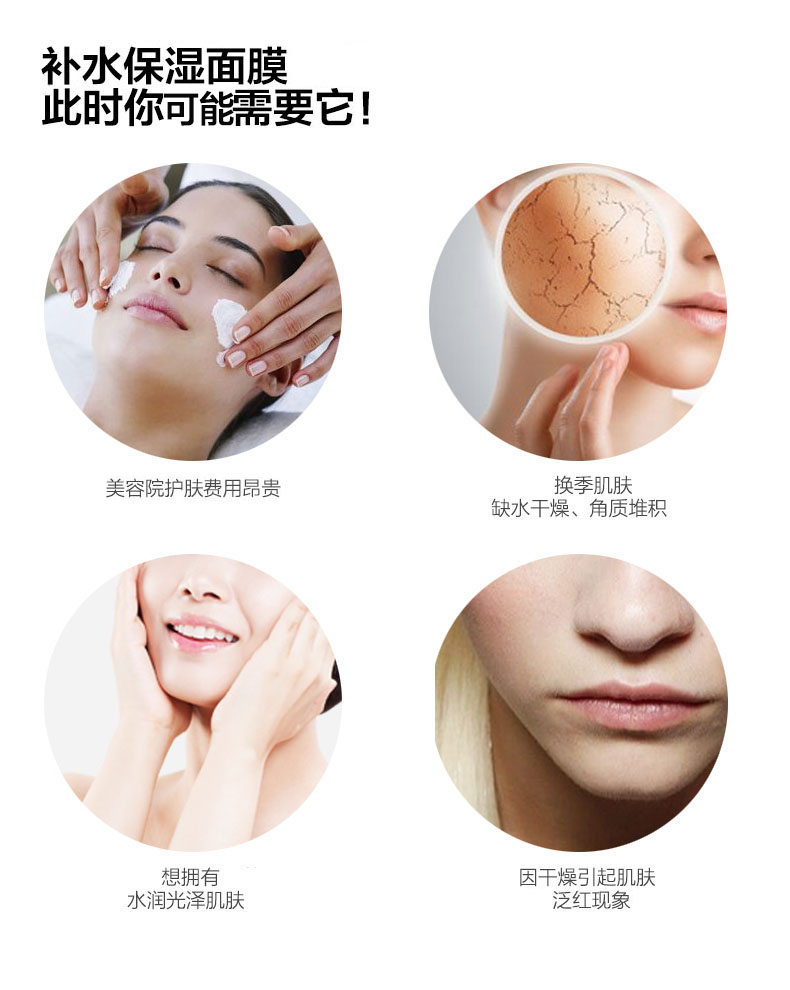 补水保湿面膜
此时你可能需要它！
美容院护肤费用昂贵
换季肌肤
缺水干燥、角质堆积
想拥有
水润光泽肌肤
因干燥引起肌肤
泛红现象